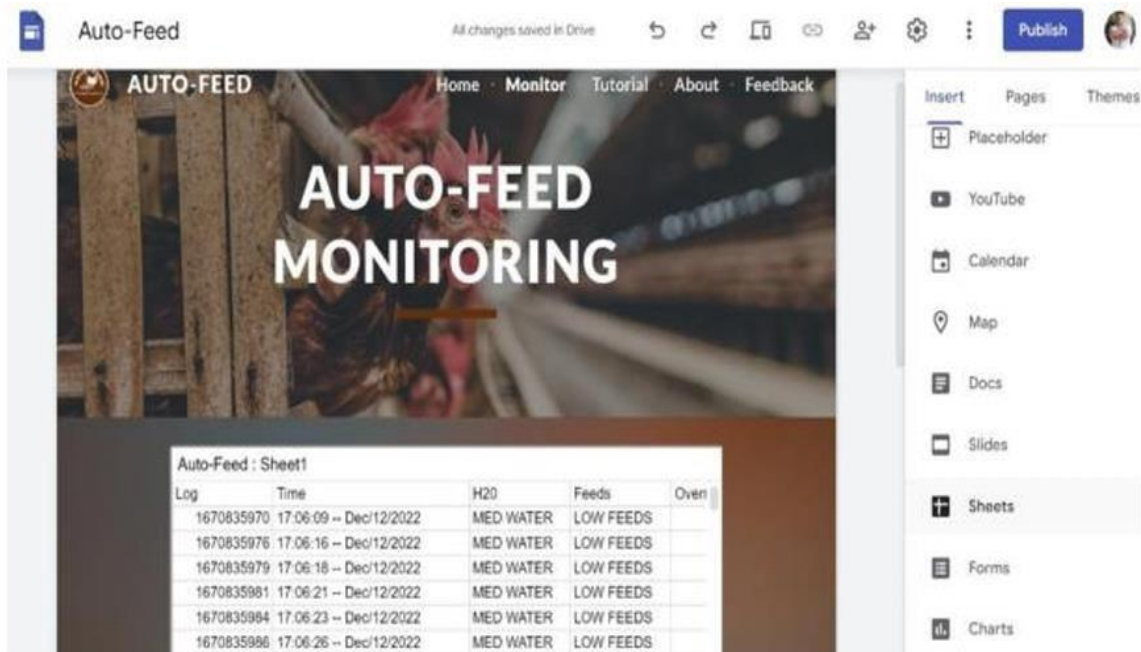 Auto-Feed
All changes saved in Drive
Publish
AUTO-FEED
Home · Monitor Tutorial · About · Feedback
Insert Pages Themes
AUTO-FEED
MONITORING
Placeholder
YouTube
Calendar
Map
Docs
Slides
Sheets
Forms
Charts
Auto-Feed : Sheet1
Log Time H20 Feeds Overr
1670835970 17:06:09 -- Dec/12/2022 MED WATER LOW FEEDS
1670835976 17:06:16 -- Dec/12/2022 MED WATER LOW FEEDS
1670835979 17:06:18 -- Dec/12/2022 MED WATER LOW FEEDS
1670835981 17:06:21 -- Dec/12/2022 MED WATER LOW FEEDS
1670835984 17:06:23 -- Dec/12/2022 MED WATER LOW FEEDS
1670835986 17:06:26 -- Dec/12/2022 MED WATER LOW FEEDS